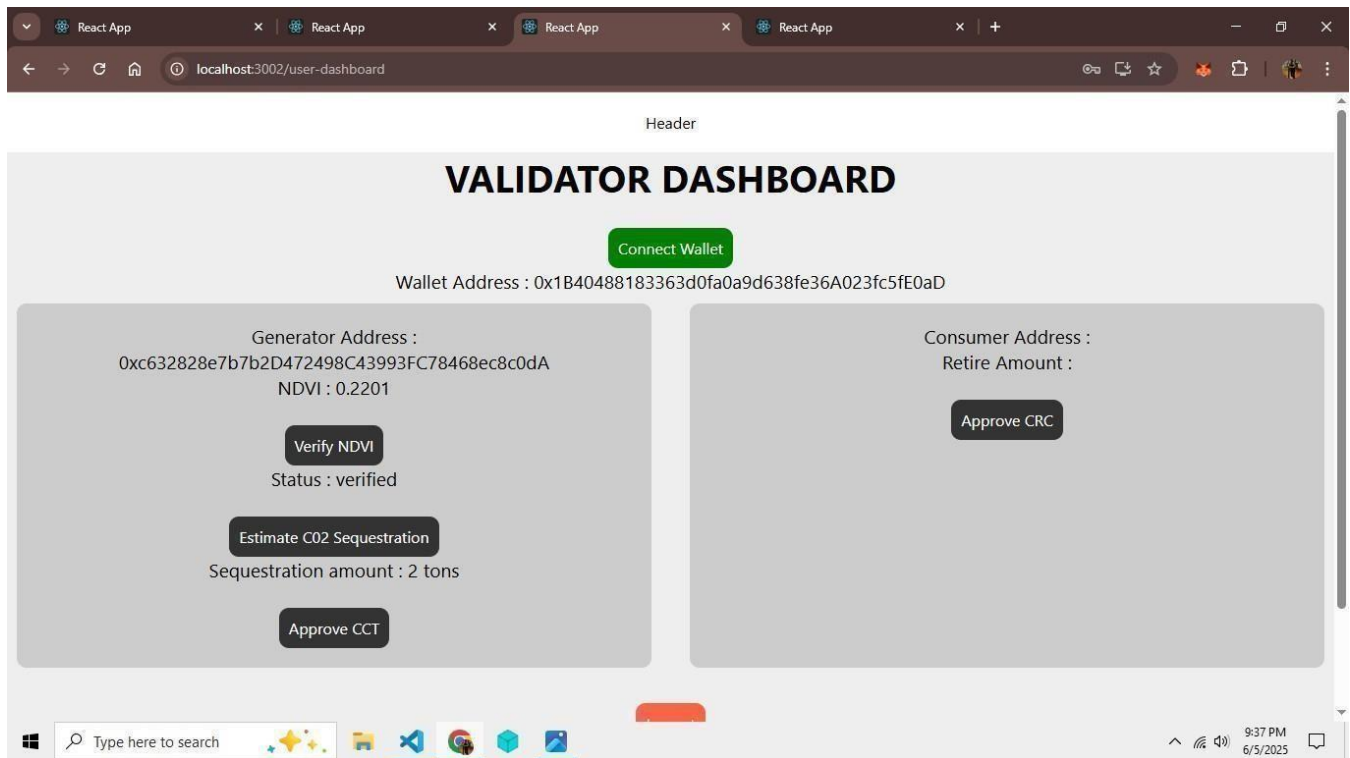 React App
React App
React App
React App
localhost:3002/user-dashboard
Header
VALIDATOR DASHBOARD
Connect Wallet
Wallet Address : 0x1B40488183363d0fa0a9d638fe36A023fc5fE0aD
Generator Address :
0xc632828e7b7b2D472498C43993FC78468ec8c0dA
NDVI : 0.2201
Verify NDVI
Status : verified
Estimate C02 Sequestration
Sequestration amount : 2 tons
Approve CCT
Consumer Address :
Retire Amount :
Approve CRC
Type here to search
9:37 PM
6/5/2025